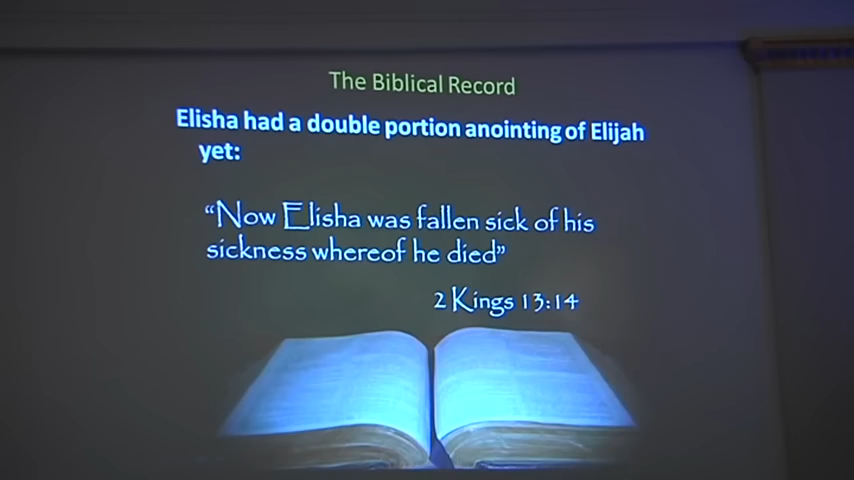 The Biblical Record
Elisha had a double portion anointing of Elijah
yet:
“Now Elisha was fallen sick of his
sickness whereof he died”
2 Kings 13:14